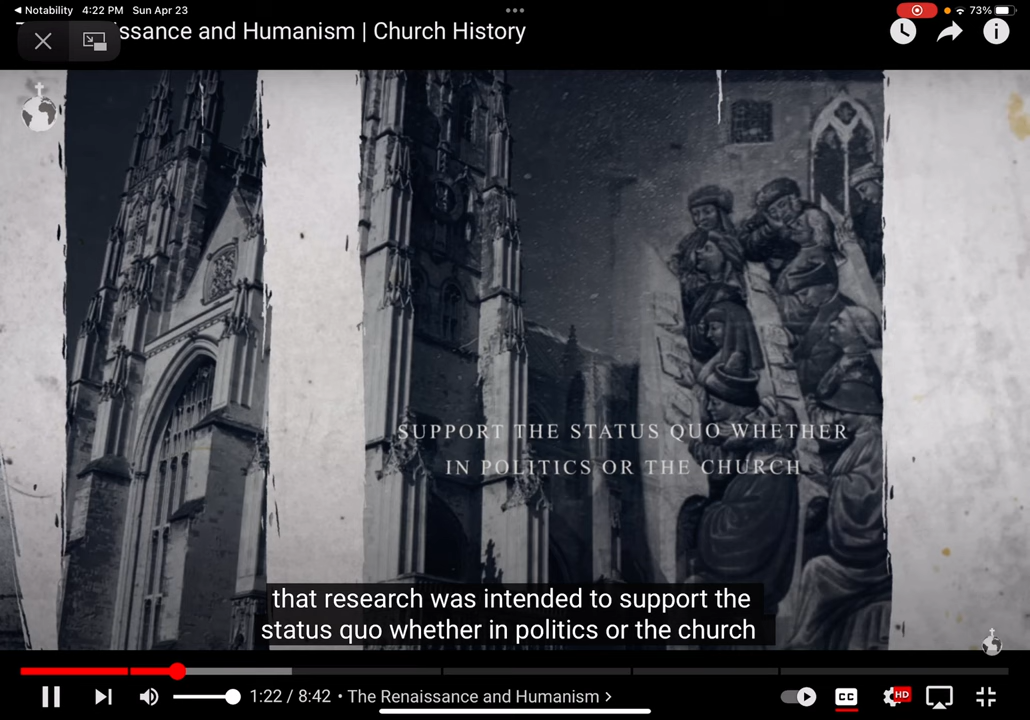 ◀ Notability 4:22 PM Sun Apr 23
73%
ssance and Humanism | Church History
SUPPORT THE STATUS QUO WHETHER
IN POLITICS OR THE CHURCH
that research was intended to support the
status quo whether in politics or the church
1:22 / 8:42 • The Renaissance and Humanism >
CC
HD